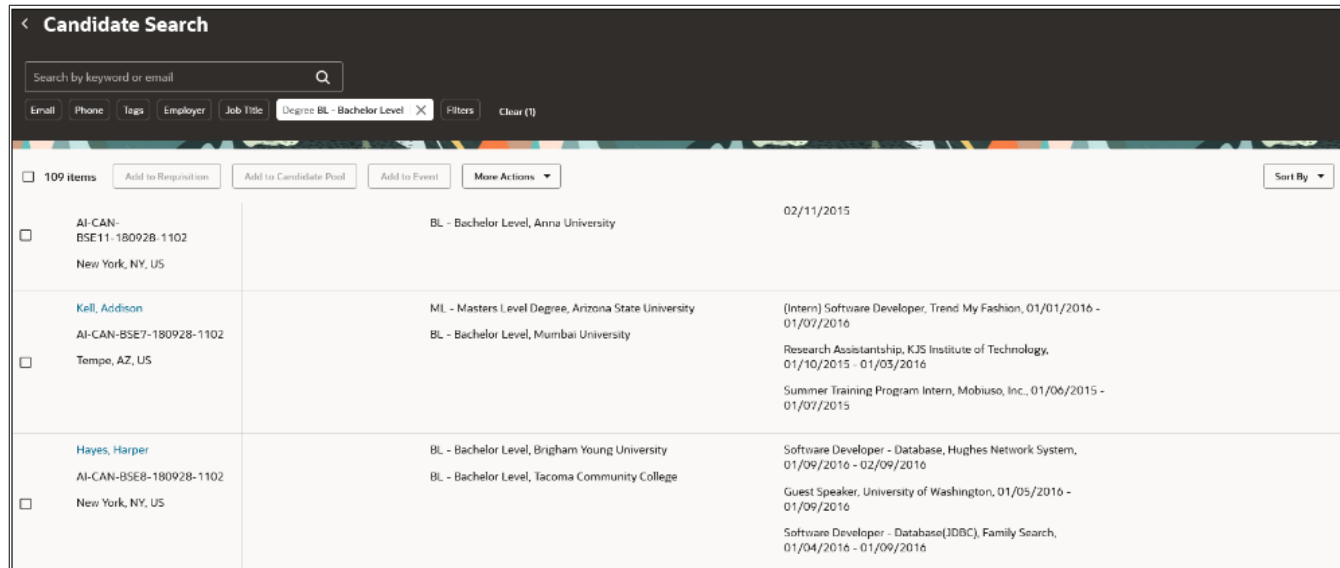 Candidate Search
Search by keyword or email
Email Phone Tags Employer Job Title Degree BL - Bachelor Level Filters Clear (1)
109 items Add to Requisition Add to Candidate Pool Add to Event More Actions Sort By
02/11/2015
AI-CAN-
BSE11-180928-1102
BL - Bachelor Level, Anna University
New York, NY, US
Kell, Addison
AI-CAN-BSE7-180928-1102
Tempe, AZ, US
ML - Masters Level Degree, Arizona State University
BL - Bachelor Level, Mumbai University
(Intern) Software Developer, Trend My Fashion, 01/01/2016 -
01/07/2016
Research Assistantship, KJS Institute of Technology,
01/10/2015 - 01/03/2016
Summer Training Program Intern, Mobiuso, Inc., 01/06/2015 -
01/07/2015
Hayes, Harper
AI-CAN-BSE8-180928-1102
New York, NY, US
BL - Bachelor Level, Brigham Young University
BL - Bachelor Level, Tacoma Community College
Software Developer - Database, Hughes Network System,
01/09/2016 - 02/09/2016
Guest Speaker, University of Washington, 01/05/2016 -
01/09/2016
Software Developer - Database(JDBC), Family Search,
01/04/2016 - 01/09/2016